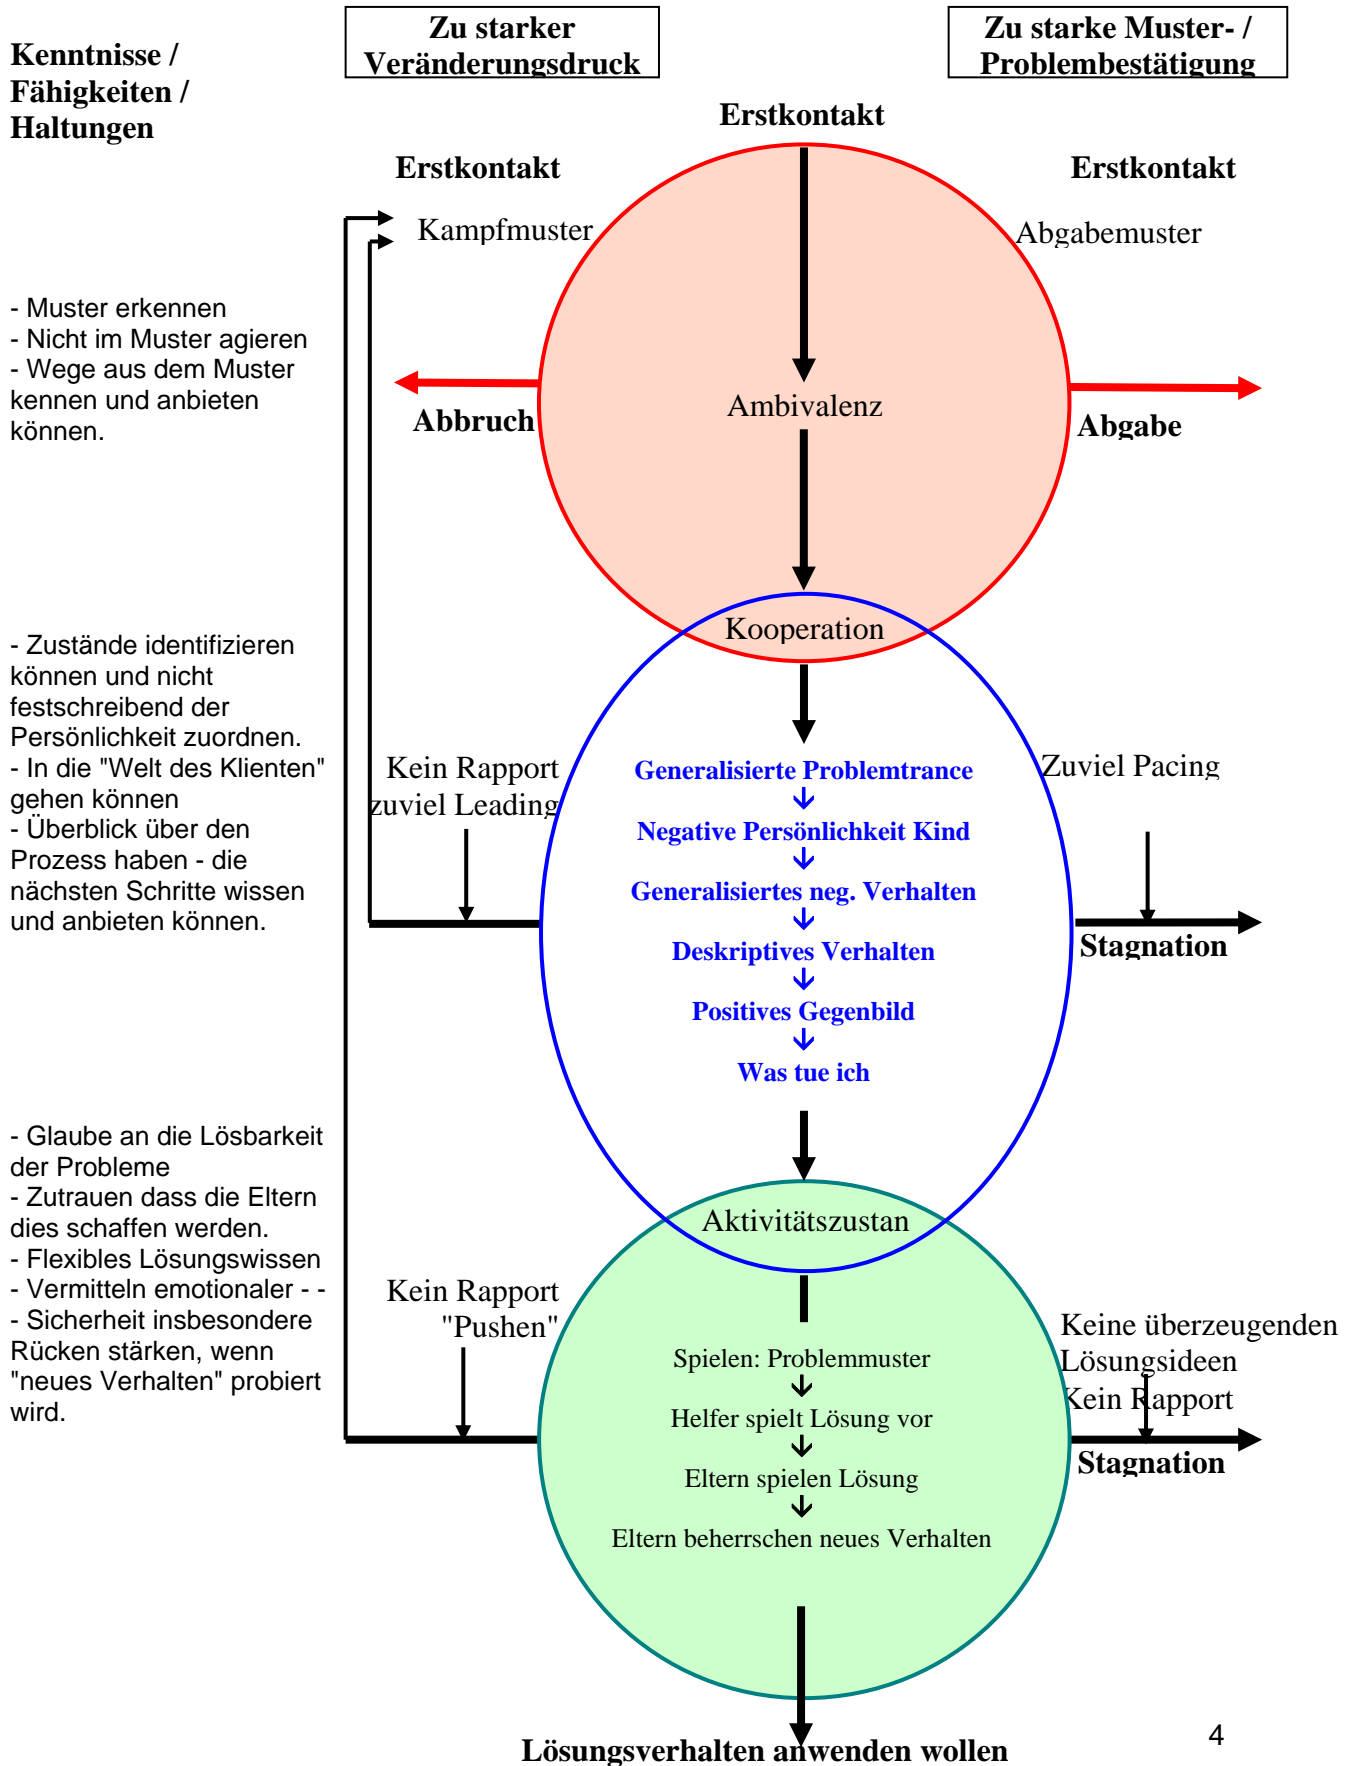 Kenntnisse /
Fähigkeiten /
Haltungen
Zu starker
Veränderungsdruck
Zu starke Muster- /
Problembestätigung
Erstkontakt
Erstkontakt
Erstkontakt
Kampfmuster
Abgabemuster
- Muster erkennen
- Nicht im Muster agieren
- Wege aus dem Muster
kennen und anbieten
können.
Abbruch
Ambivalenz
Abgabe
Kooperation
- Zustände identifizieren
können und nicht
festschreibend der
Persönlichkeit zuordnen.
- In die "Welt des Klienten"
gehen können
- Überblick über den
Prozess haben - die
nächsten Schritte wissen
und anbieten können.
Kein Rapport
zuviel Leading
Generalisierte Problemtrance
Negative Persönlichkeit Kind
Generalisiertes neg. Verhalten
Deskriptives Verhalten
Positives Gegenbild
Was tue ich
Zuviel Pacing
Stagnation
- Glaube an die Lösbarkeit
der Probleme
- Zutrauen dass die Eltern
dies schaffen werden.
- Flexibles Lösungswissen
- Vermitteln emotionaler - -
- Sicherheit insbesondere
Rücken stärken, wenn
"neues Verhalten" probiert
wird.
Aktivitätszustan
Kein Rapport
"Pushen"
Spielen: Problemmuster
Helfer spielt Lösung vor
Eltern spielen Lösung
Eltern beherrschen neues Verhalten
Keine überzeugenden
Lösungsideen
Kein Rapport
Stagnation
Lösungsverhalten anwenden wollen
4